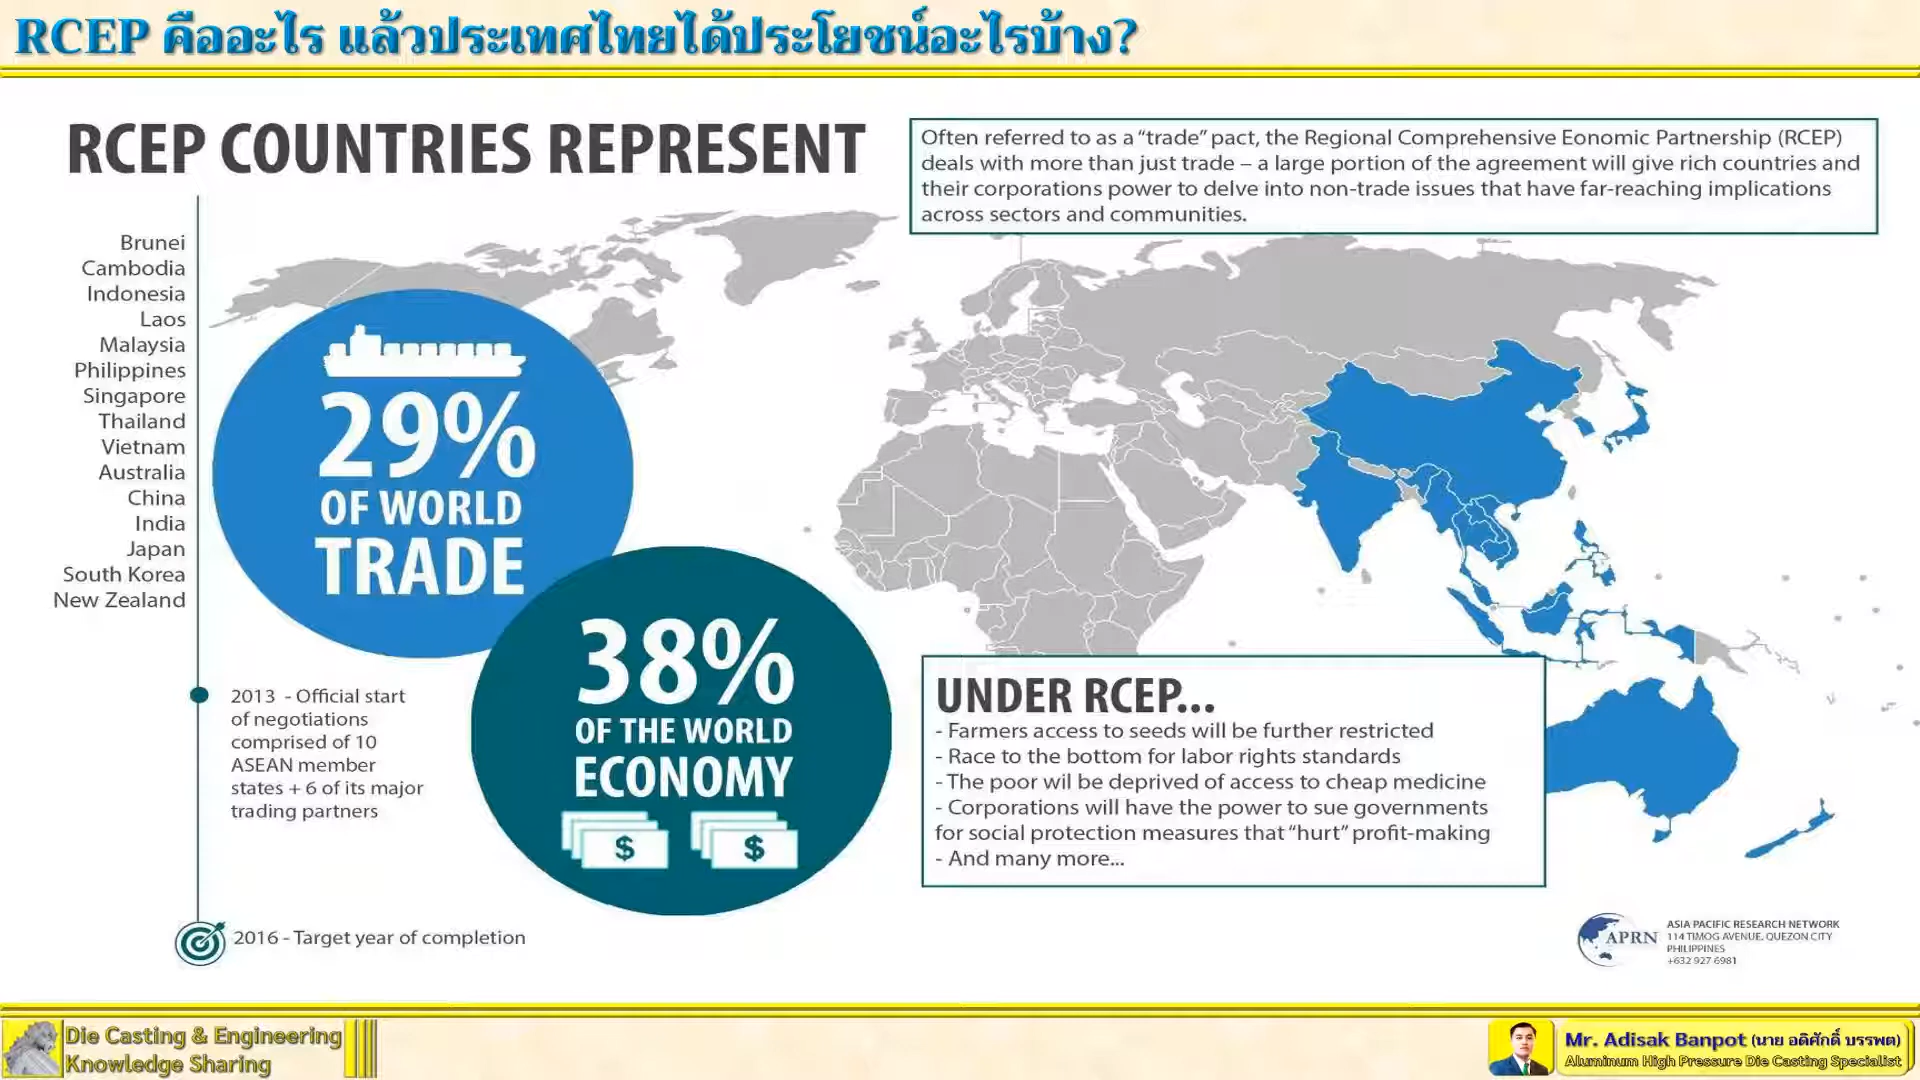 RCEP คืออะไร แล้วประเทศไทยได้ประโยชน์อะไรบ้าง?
RCEP COUNTRIES REPRESENT
Often referred to as a “trade” pact, the Regional Comprehensive Eonomic Partnership (RCEP)
deals with more than just trade – a large portion of the agreement will give rich countries and
their corporations power to delve into non-trade issues that have far-reaching implications
across sectors and communities.
Brunei
Cambodia
Indonesia
Laos
Malaysia
Philippines
Singapore
Thailand
Vietnam
Australia
China
India
Japan
South Korea
New Zealand
29%
OF WORLD
TRADE
38%
OF THE WORLD
ECONOMY
$ $
2013 - Official start
of negotiations
comprised of 10
ASEAN member
states + 6 of its major
trading partners
2016 - Target year of completion
UNDER RCEP...
- Farmers access to seeds will be further restricted
- Race to the bottom for labor rights standards
- The poor wil be deprived of access to cheap medicine
- Corporations will have the power to sue governments
for social protection measures that “hurt” profit-making
- And many more...
APRN
ASIA PACIFIC RESEARCH NETWORK
114 TIMOG AVENUE, QUEZON CITY
PHILIPPINES
+632 927 6981
Die Casting & Engineering
Knowledge Sharing
Mr. Adisak Banpot (นาย อดิศักดิ์ บรรพต)
Aluminum High Pressure Die Casting Specialist